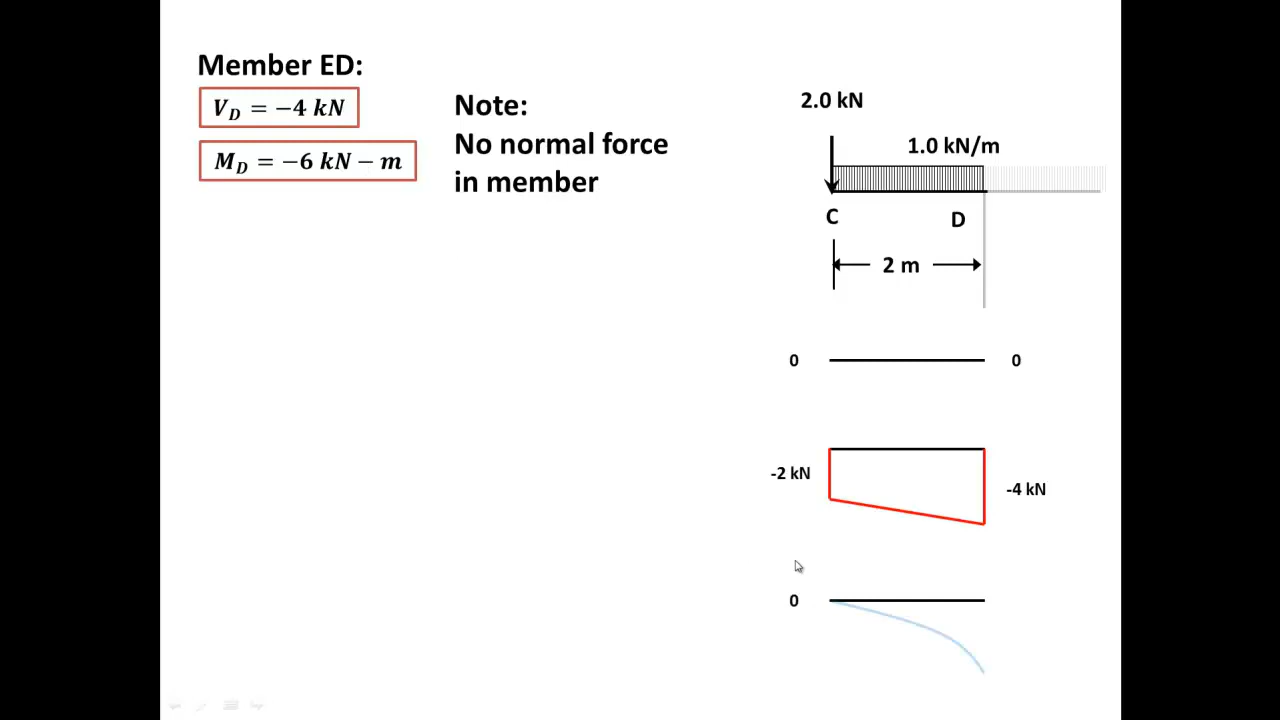 Member ED:
V_D = −4 kN
M_D = −6 kN − m
Note:
No normal force
in member
2.0 kN
1.0 kN/m
C
D
2 m
0
0
-2 kN
-4 kN
0